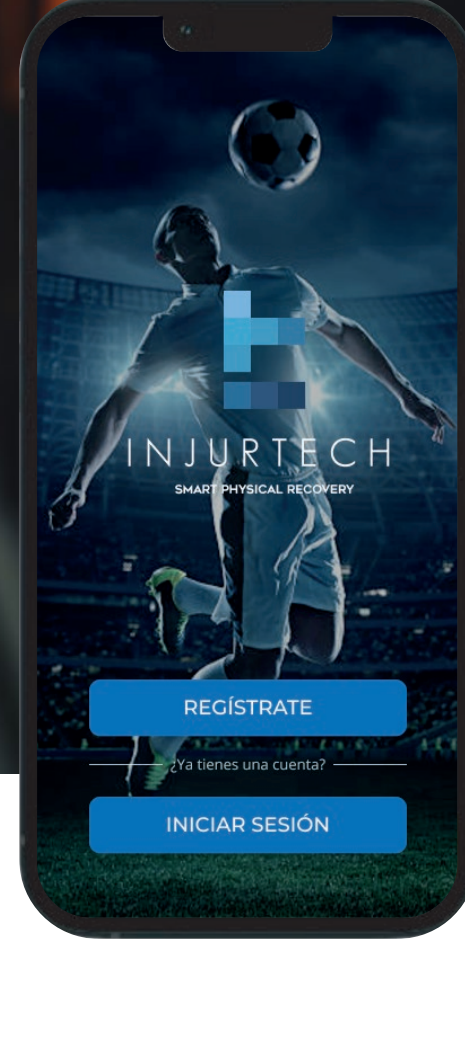 INJURTECH
SMART PHYSICAL RECOVERY
REGÍSTRATE
¿Ya tienes una cuenta?
INICIAR SESIÓN